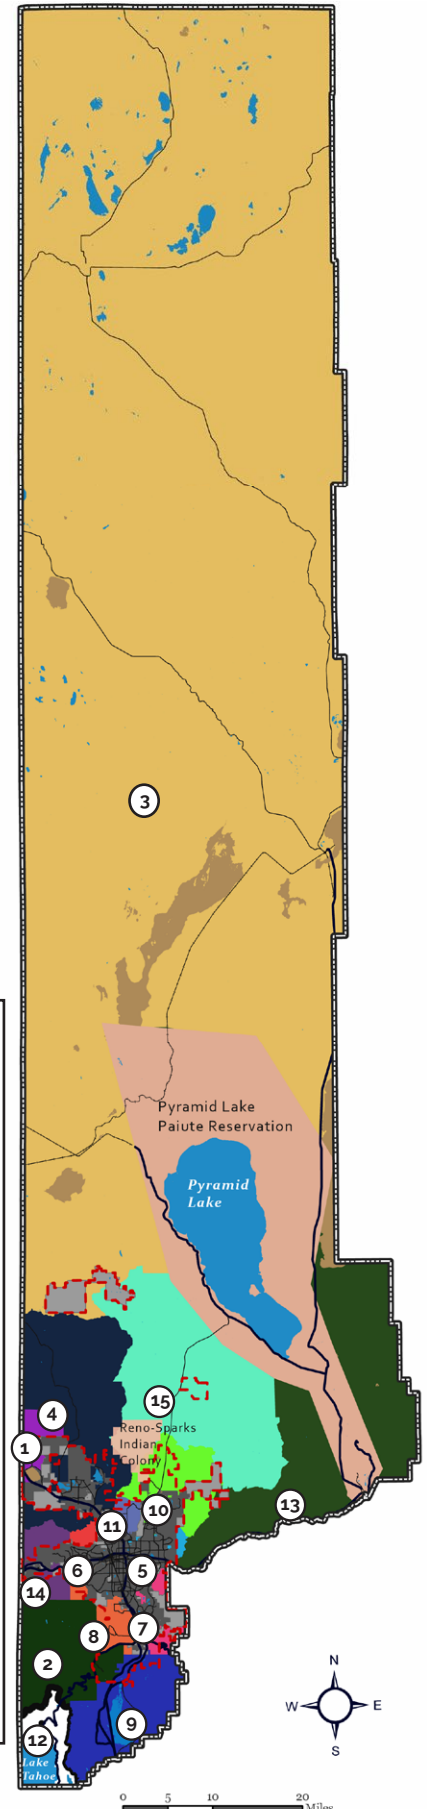 3
Pyramid Lake
Paiute Reservation
Pyramid
Lake
4
15
Reno-Sparks
Indian
Colony
1
10
13
11
6
5
14
7
8
2
9
12
Lake
Tahoe
N
W
E
S
0 5 10 20
Miles